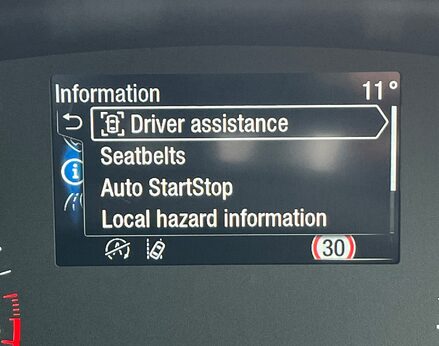 Information 11°
Driver assistance
i Seatbelts
Auto StartStop
Local hazard information
A 30